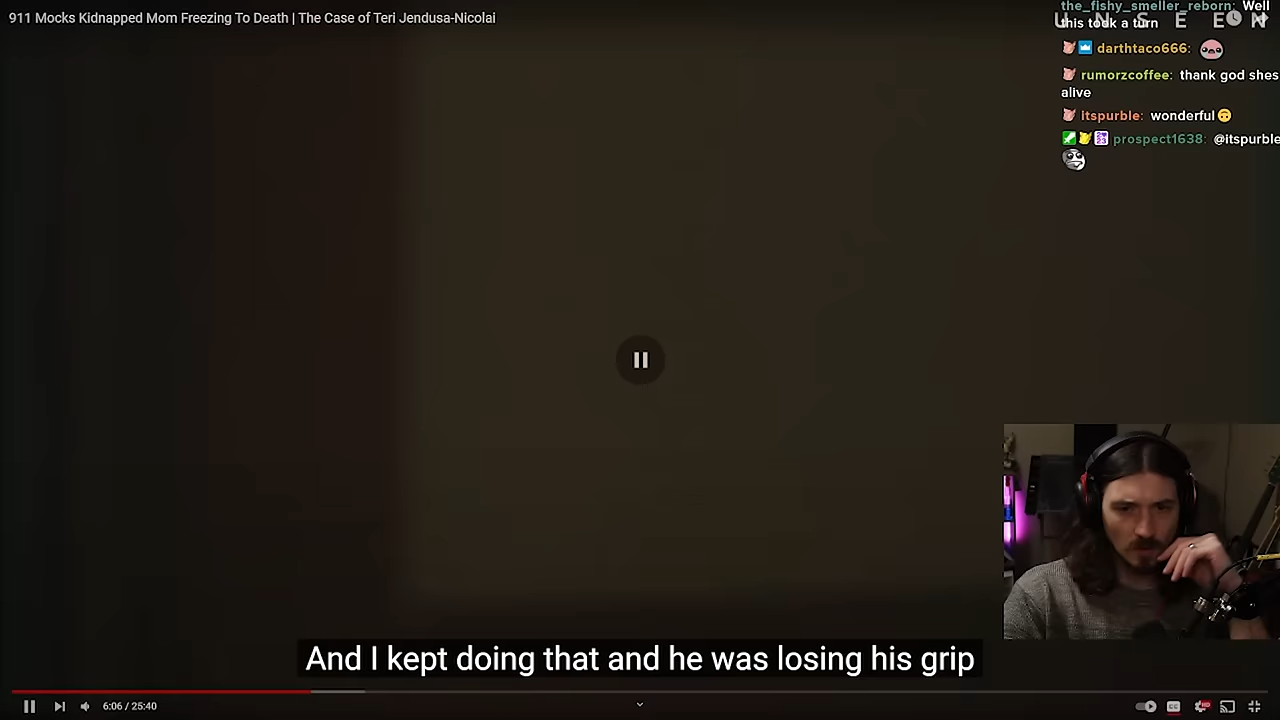 911 Mocks Kidnapped Mom Freezing To Death | The Case of Teri Jendusa-Nicolai
U N S E E N
the_fishy_smeller_reborn: Well
this took a turn
darthtaco666:
rumorzcoffee: thank god shes
alive
itspurble: wonderful🙃
prospect1638: @itspurble
And I kept doing that and he was losing his grip
6:06 / 25:40
CC
HD